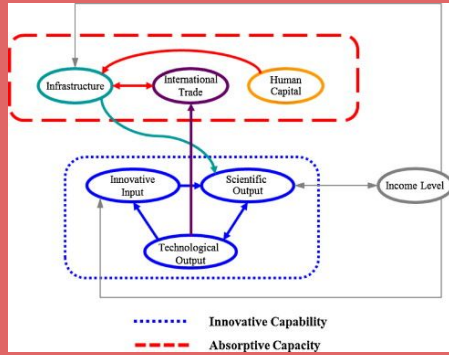 Infrastructure
International
Trade
Human
Capital
Innovative
Input
Scientific
Output
Income Level
Technological
Output
Innovative Capability
Absorptive Capacity